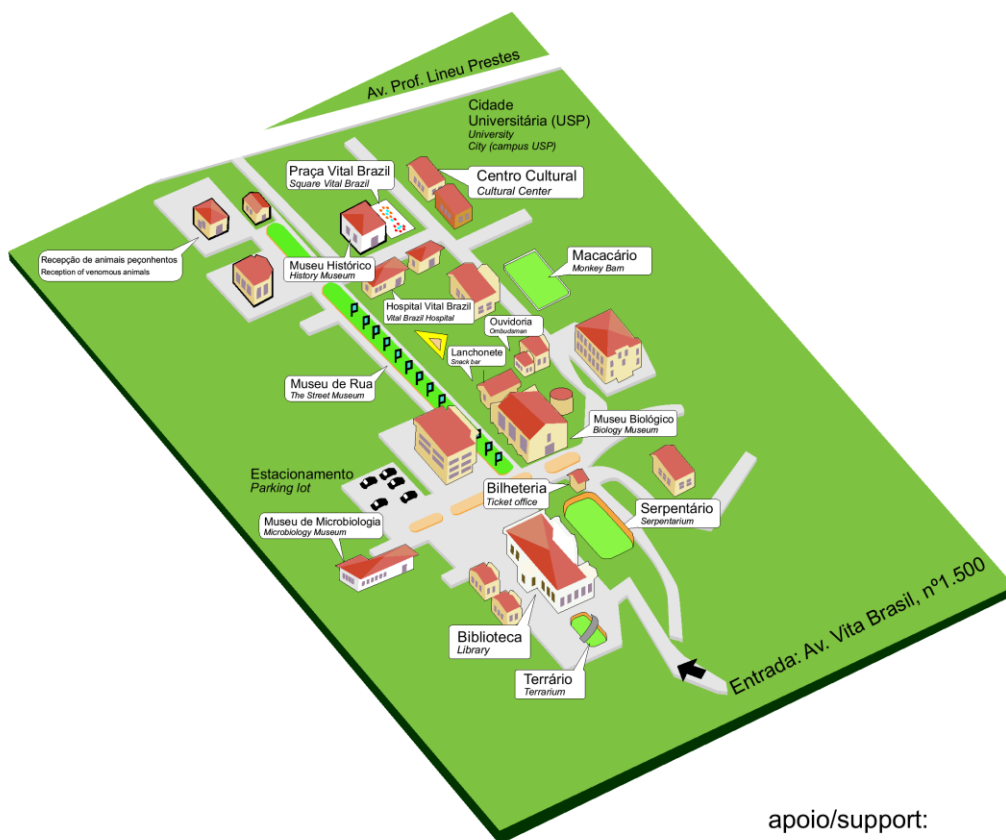 Av. Prof. Lineu Prestes
Cidade
Universitária (USP)
University
City (campus USP)
Praça Vital Brazil
Square Vital Brazil
Centro Cultural
Cultural Center
Recepção de animais peçonhentos
Reception of venomous animals
Museu Histórico
History Museum
Macacário
Monkey Barn
Hospital Vital Brazil
Vital Brazil Hospital
Ouvidoria
Ombudsman
Lanchonete
Snack bar
Museu de Rua
The Street Museum
Museu Biológico
Biology Museum
Estacionamento
Parking lot
Bilheteria
Ticket office
Serpentário
Serpentarium
Museu de Microbiologia
Microbiology Museum
Biblioteca
Library
Terrário
Terrarium
Entrada: Av. Vita Brasil, nº1.500
apoio/support: